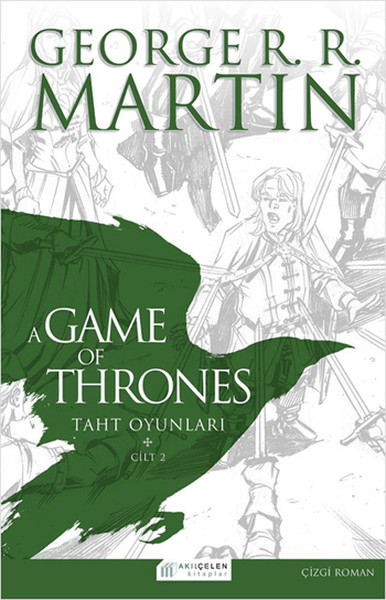 GEORGE R. R.
MARTIN
A GAME
OF
THRONES
TAHT OYUNLARI
CİLT 2
AKILÇELEN
kitaplar
ÇİZGİ ROMAN